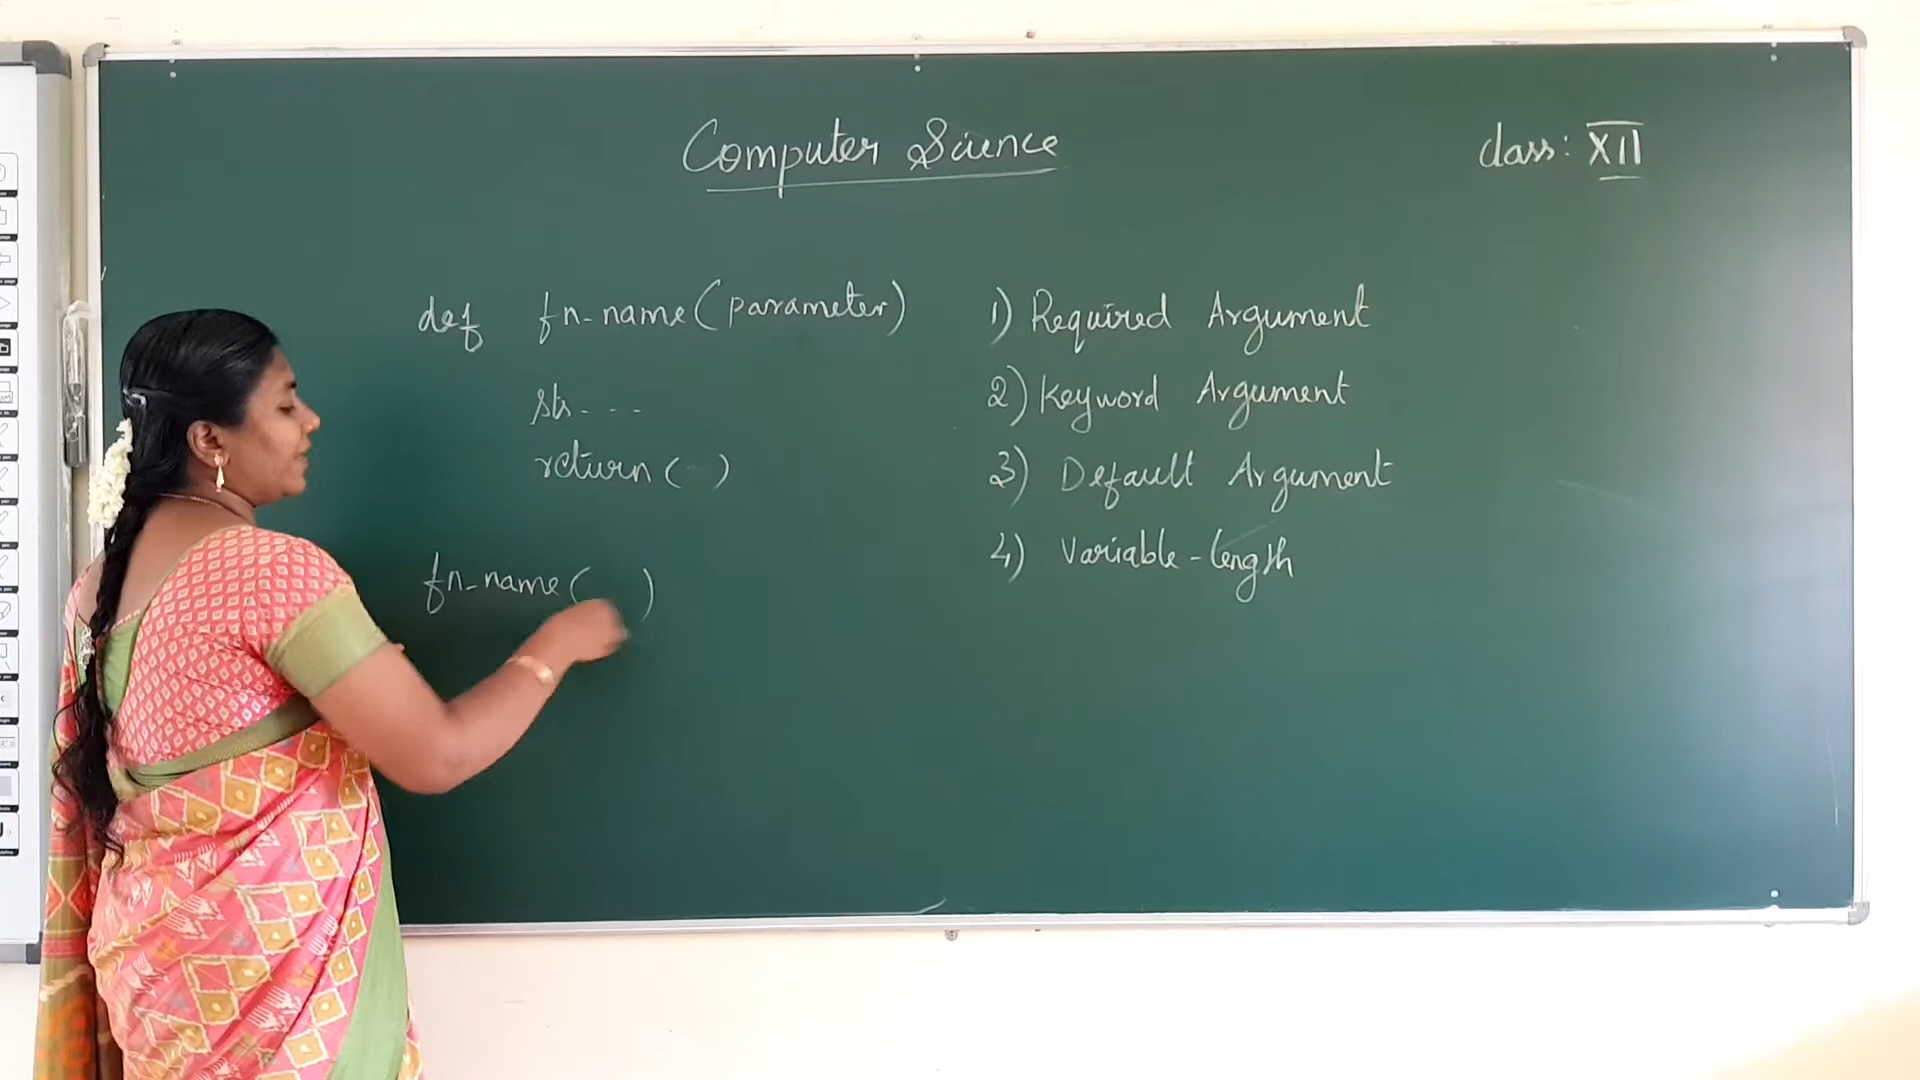 Computer Science
class: XII
def fn-name(parameter)
sts- - -
return ( )
fn-name( )
1) Required Argument
2) Keyword Argument
3) Default Argument
4) Variable-length